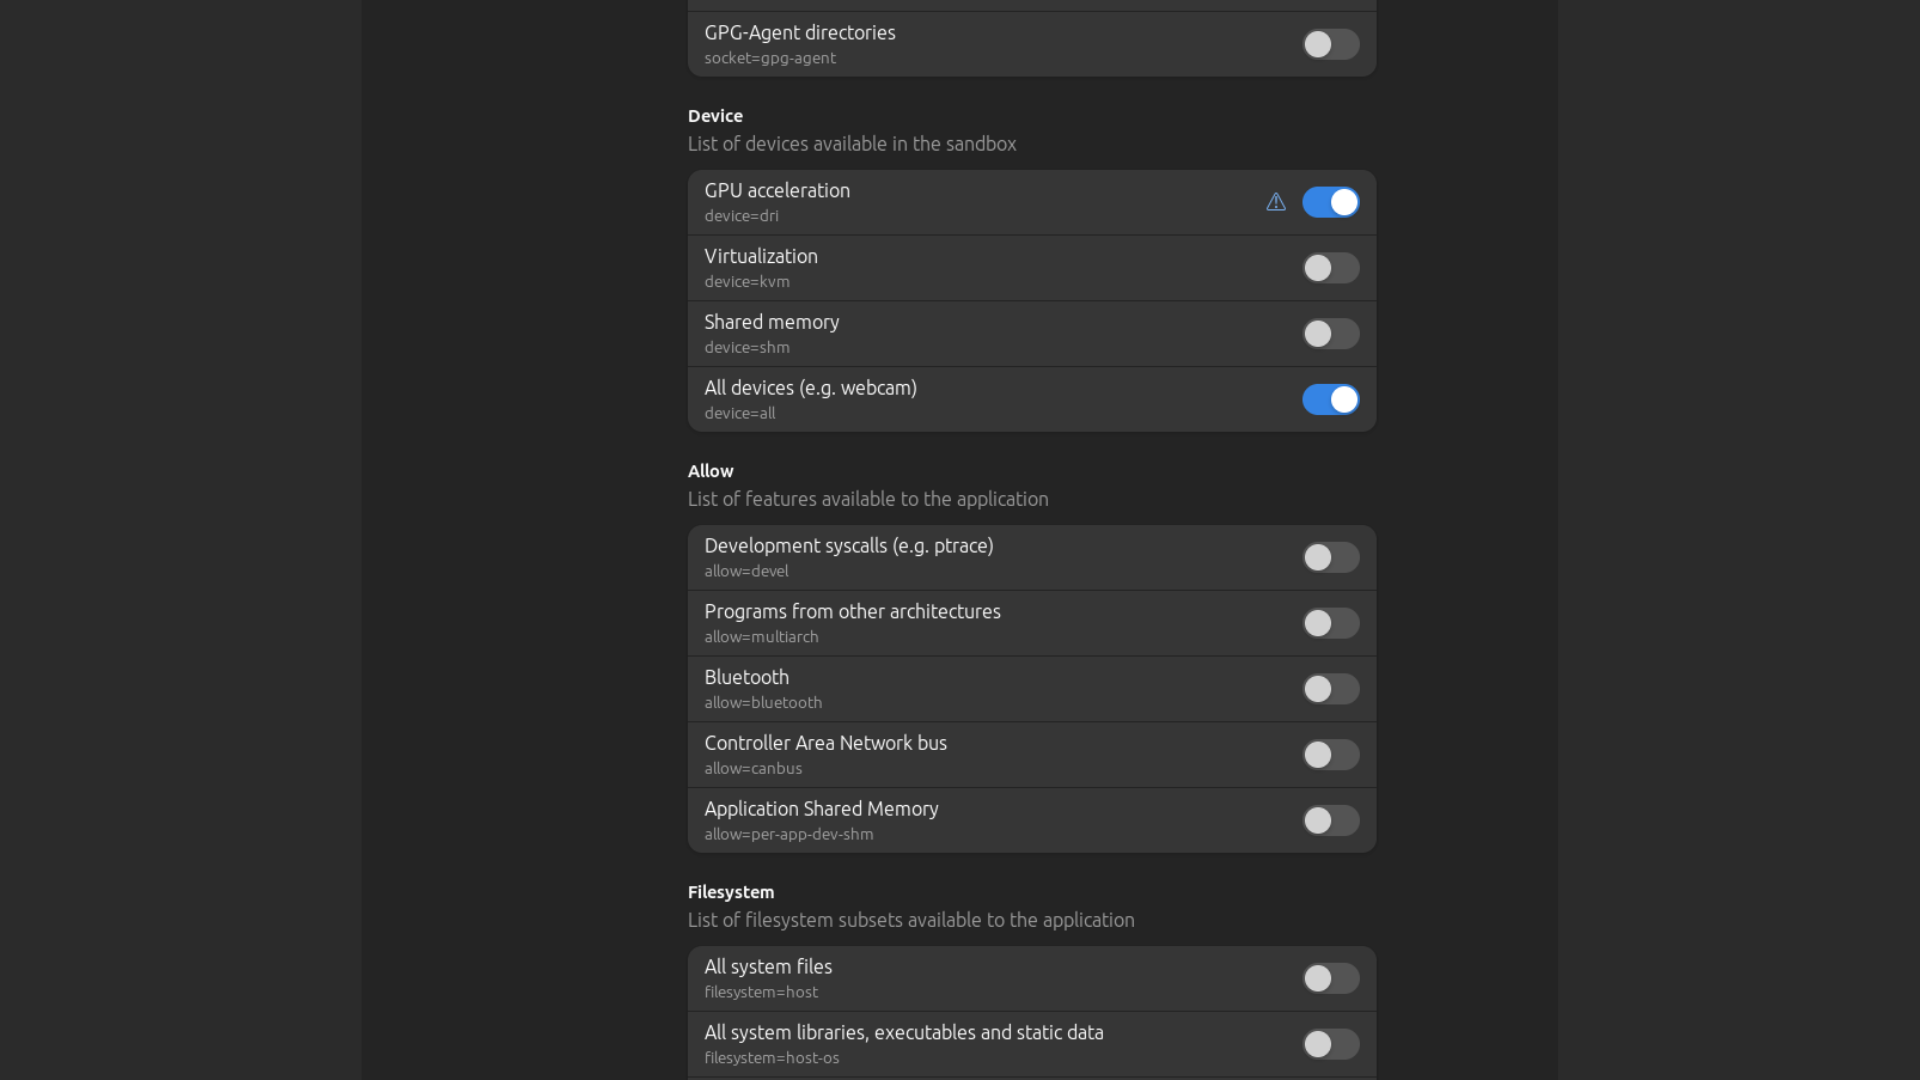 GPG-Agent directories
socket=gpg-agent
Device
List of devices available in the sandbox
GPU acceleration
device=dri
Virtualization
device=kvm
Shared memory
device=shm
All devices (e.g. webcam)
device=all
Allow
List of features available to the application
Development syscalls (e.g. ptrace)
allow=devel
Programs from other architectures
allow=multiarch
Bluetooth
allow=bluetooth
Controller Area Network bus
allow=canbus
Application Shared Memory
allow=per-app-dev-shm
Filesystem
List of filesystem subsets available to the application
All system files
filesystem=host
All system libraries, executables and static data
filesystem=host-os